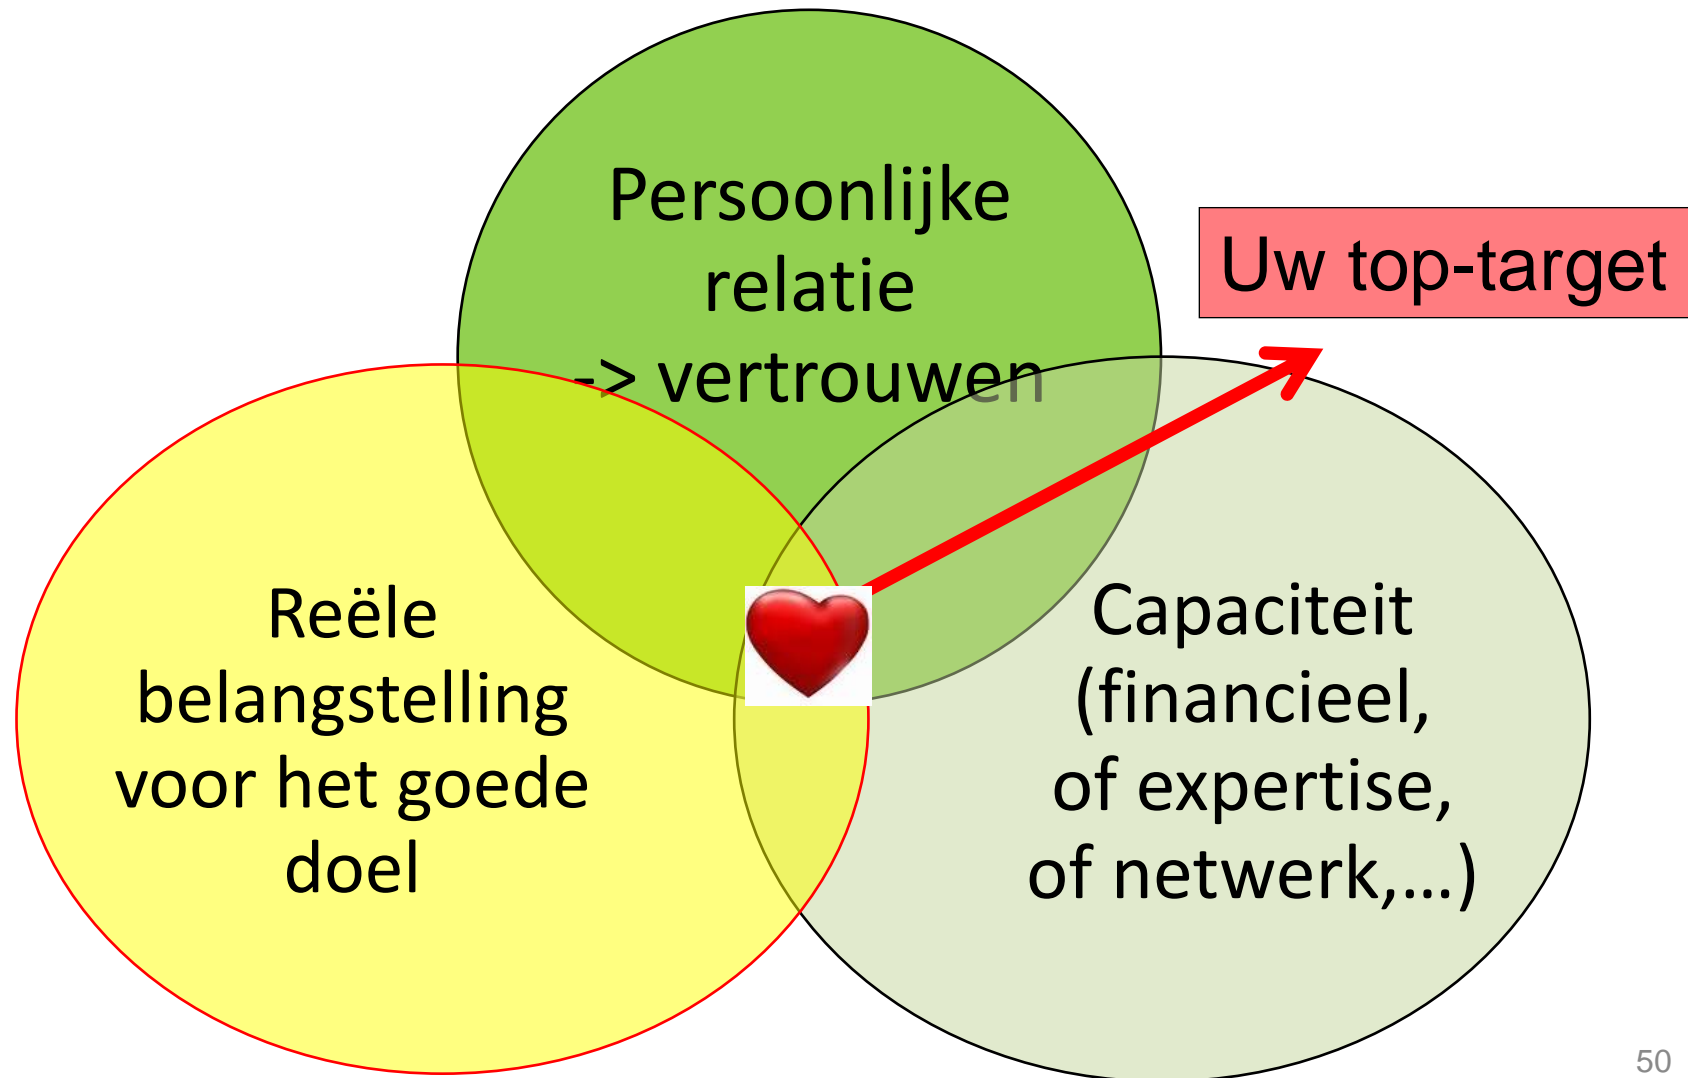 Persoonlijke
relatie
-> vertrouwen
Uw top-target
Reële
belangstelling
voor het goede
doel
Capaciteit
(financieel,
of expertise,
of netwerk,…)
50